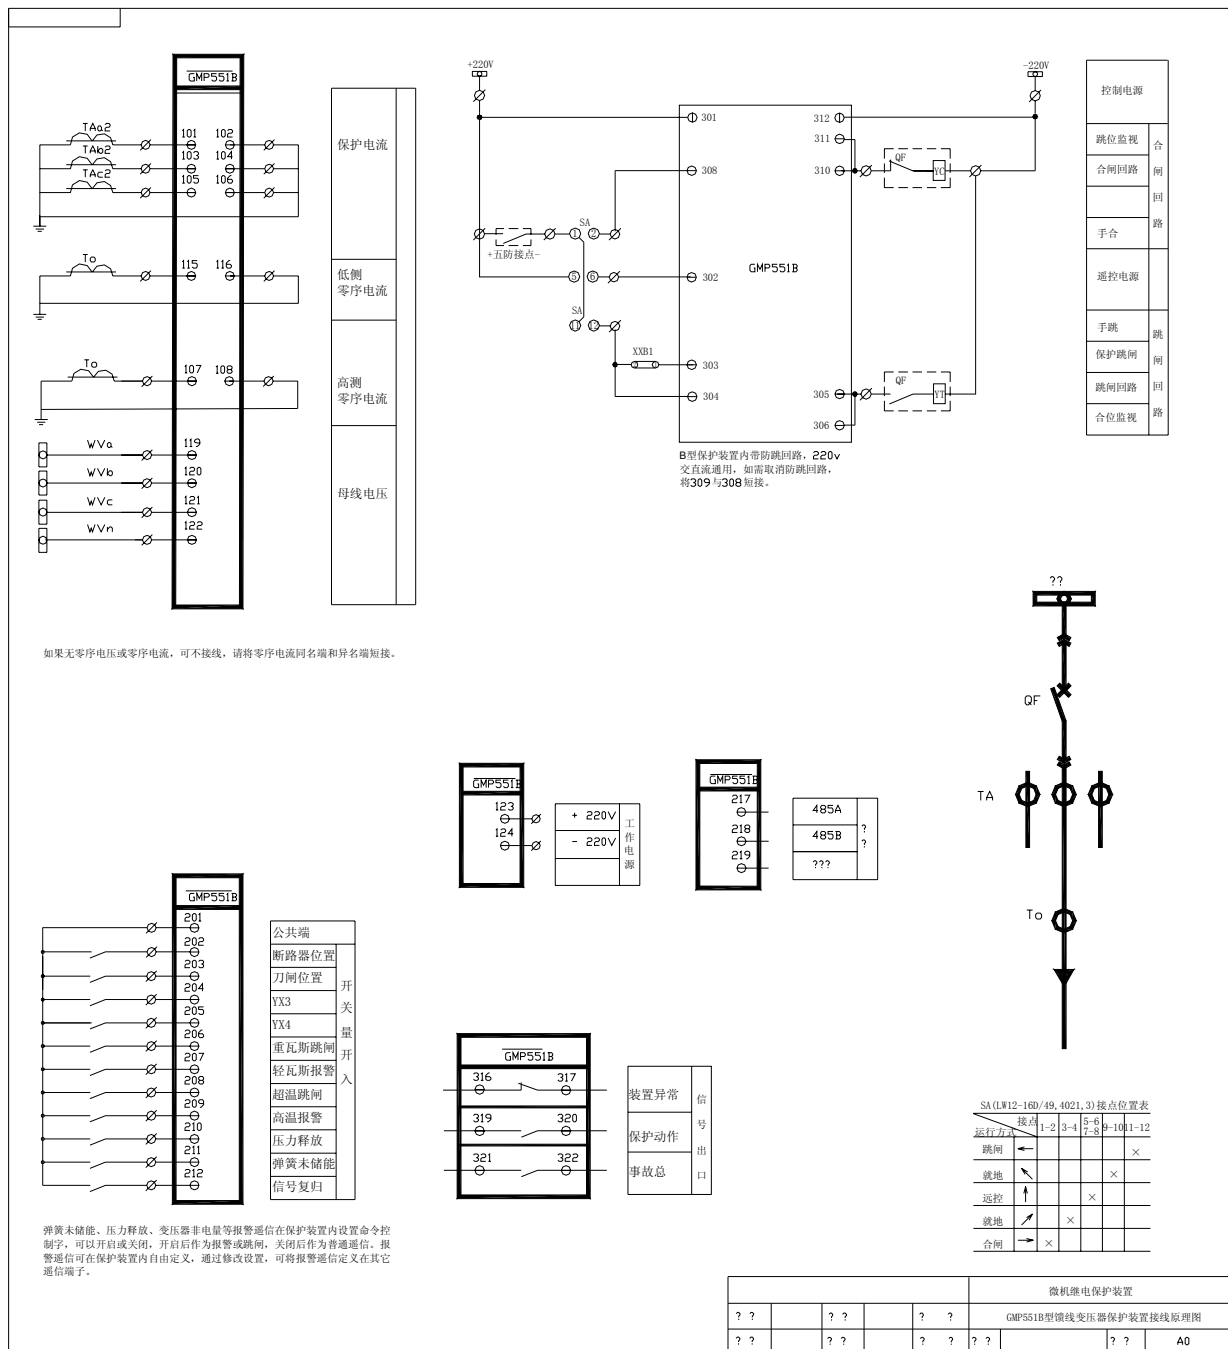 GMP551B
TAa2
101 102
TAb2
103 104
TAc2
105 106
To
115 116
To
107 108
WVa
119
WVb
120
WVc
121
WVn
122
保护电流
低侧
零序电流
高测
零序电流
母线电压
如果无零序电压或零序电流，可不接线，请将零序电流同名端和异名端短接。
+220V
-220V
301
312
311
308
310
QF
YC
SA
1 2
+五防接点-
5 6
302
GMP551B
SA
11 12
XXB1
303
304
305
306
QF
YT
B型保护装置内带防跳回路，220v
交直流通用，如需取消防跳回路，
将309与308短接。
控制电源
跳位监视
合闸回路
手合
合闸回路
遥控电源
手跳
保护跳闸
跳闸回路
合位监视
跳闸回路
??
QF
TA
To
GMP551B
123
124
+ 220V
- 220V
工作电源
GMP551B
217
218
219
485A
485B
???
? ?
GMP551B
201
202
203
204
205
206
207
208
209
210
211
212
公共端
断路器位置
刀闸位置
YX3
YX4
重瓦斯跳闸
轻瓦斯报警
超温跳闸
高温报警
压力释放
弹簧未储能
信号复归
开关量开入
弹簧未储能、压力释放、变压器非电量等报警遥信在保护装置内设置命令控
制字，可以开启或关闭，开启后作为报警或跳闸，关闭后作为普通遥信。报
警遥信可在保护装置内自由定义，通过修改设置，可将报警遥信定义在其它
遥信端子。
GMP551B
316 317
319 320
321 322
装置异常
保护动作
事故总
信号出口
SA(LW12-16D/49,4021,3)接点位置表
接点
运行方式
1-2 3-4 5-6 7-8 9-10 11-12
跳闸 ← ×
就地 ↖ ×
远控 ↑ ×
就地 ↗ ×
合闸 → ×
微机继电保护装置
? ? ? ? ? ? GMP551B型馈线变压器保护装置接线原理图
? ? ? ? ? ? ? ? ? ? A0